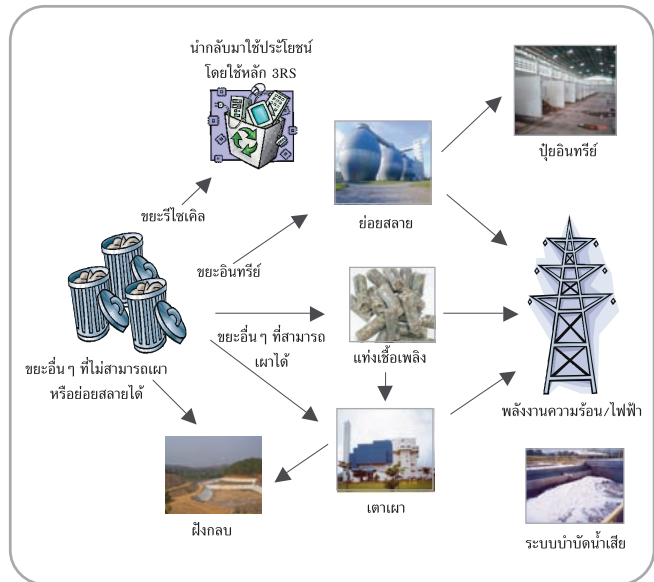 นำกลับมาใช้ประโยชน์
โดยใช้หลัก 3RS
ปุ๋ยอินทรีย์
ย่อยสลาย
ขยะรีไซเคิล
ขยะอินทรีย์
ขยะอื่นๆ ที่สามารถ
เผาได้
แท่งเชื้อเพลิง
ขยะอื่นๆ ที่ไม่สามารถเผา
หรือย่อยสลายได้
พลังงานความร้อน/ไฟฟ้า
เตาเผา
ฝังกลบ
ระบบบำบัดน้ำเสีย